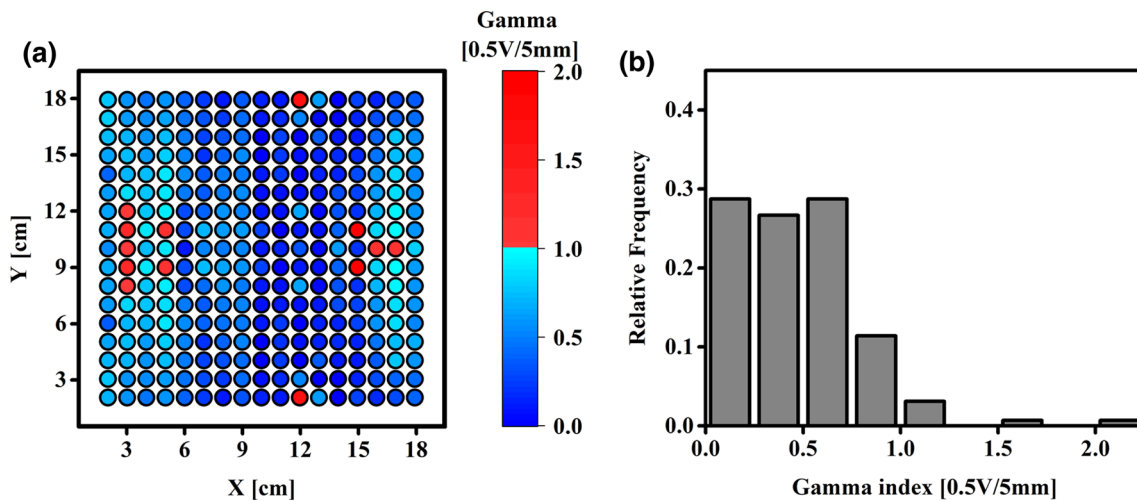 (a)
Gamma
[0.5V/5mm]
2.0
1.5
1.0
0.5
0.0
18
15
12
9
6
3
Y [cm]
3 6 9 12 15 18
X [cm]
(b)
0.4
0.3
0.2
0.1
0.0
Relative Frequency
0.0 0.5 1.0 1.5 2.0
Gamma index [0.5V/5mm]